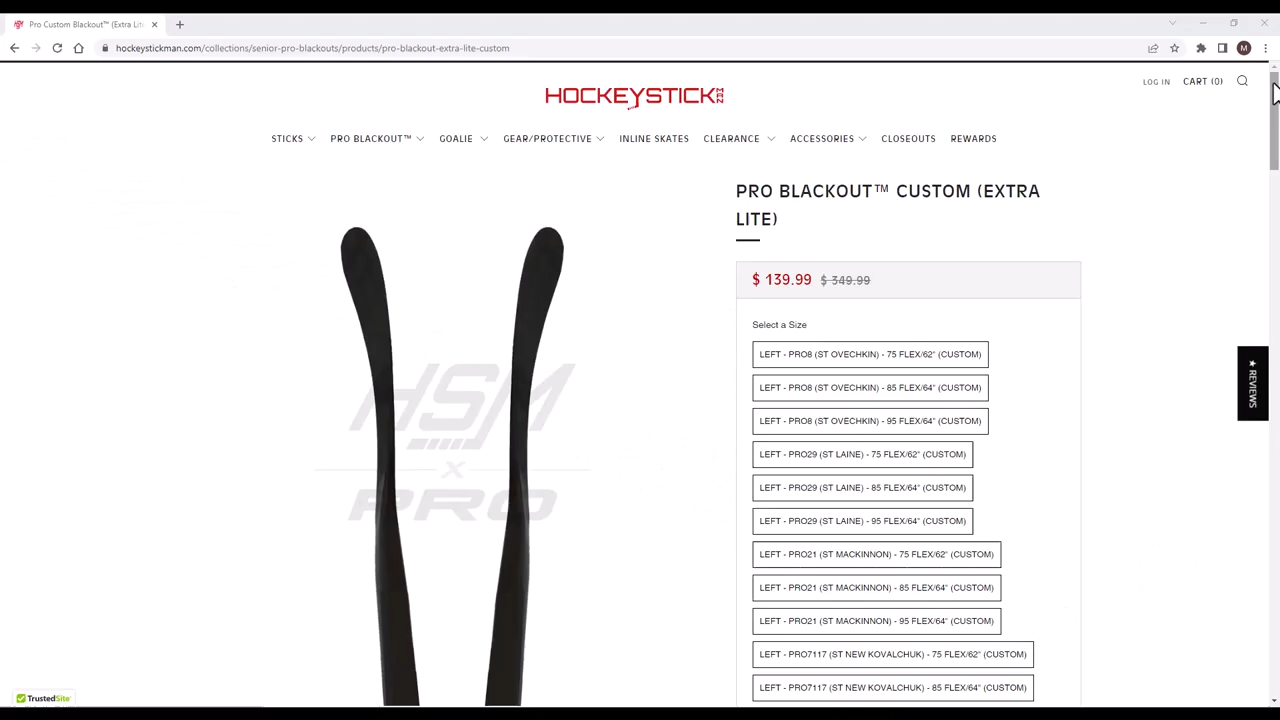 Pro Custom Blackout™ (Extra Lit
hockeystickman.com/collections/senior-pro-blackouts/products/pro-blackout-extra-lite-custom
M
LOG IN CART (0)
HOCKEYSTICK MAN
STICKS PRO BLACKOUT™ GOALIE GEAR/PROTECTIVE INLINE SKATES CLEARANCE ACCESSORIES CLOSEOUTS REWARDS
PRO BLACKOUT™ CUSTOM (EXTRA
LITE)
$ 139.99 $ 349.99
Select a Size
LEFT - PRO8 (ST OVECHKIN) - 75 FLEX/62" (CUSTOM)
LEFT - PRO8 (ST OVECHKIN) - 85 FLEX/64" (CUSTOM)
LEFT - PRO8 (ST OVECHKIN) - 95 FLEX/64" (CUSTOM)
LEFT - PRO29 (ST LAINE) - 75 FLEX/62" (CUSTOM)
LEFT - PRO29 (ST LAINE) - 85 FLEX/64" (CUSTOM)
LEFT - PRO29 (ST LAINE) - 95 FLEX/64" (CUSTOM)
LEFT - PRO21 (ST MACKINNON) - 75 FLEX/62" (CUSTOM)
LEFT - PRO21 (ST MACKINNON) - 85 FLEX/64" (CUSTOM)
LEFT - PRO21 (ST MACKINNON) - 95 FLEX/64" (CUSTOM)
LEFT - PRO7117 (ST NEW KOVALCHUK) - 75 FLEX/62" (CUSTOM)
LEFT - PRO7117 (ST NEW KOVALCHUK) - 85 FLEX/64" (CUSTOM)
HSM
X
PRO
★ REVIEWS
TrustedSite